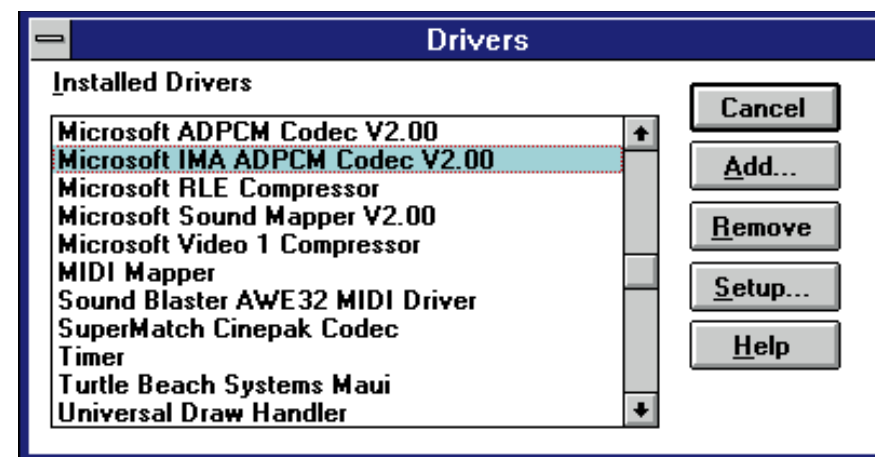 Drivers
Installed Drivers
Microsoft ADPCM Codec V2.00
Microsoft IMA ADPCM Codec V2.00
Microsoft RLE Compressor
Microsoft Sound Mapper V2.00
Microsoft Video 1 Compressor
MIDI Mapper
Sound Blaster AWE32 MIDI Driver
SuperMatch Cinepak Codec
Timer
Turtle Beach Systems Maui
Universal Draw Handler
Cancel
Add...
Remove
Setup...
Help